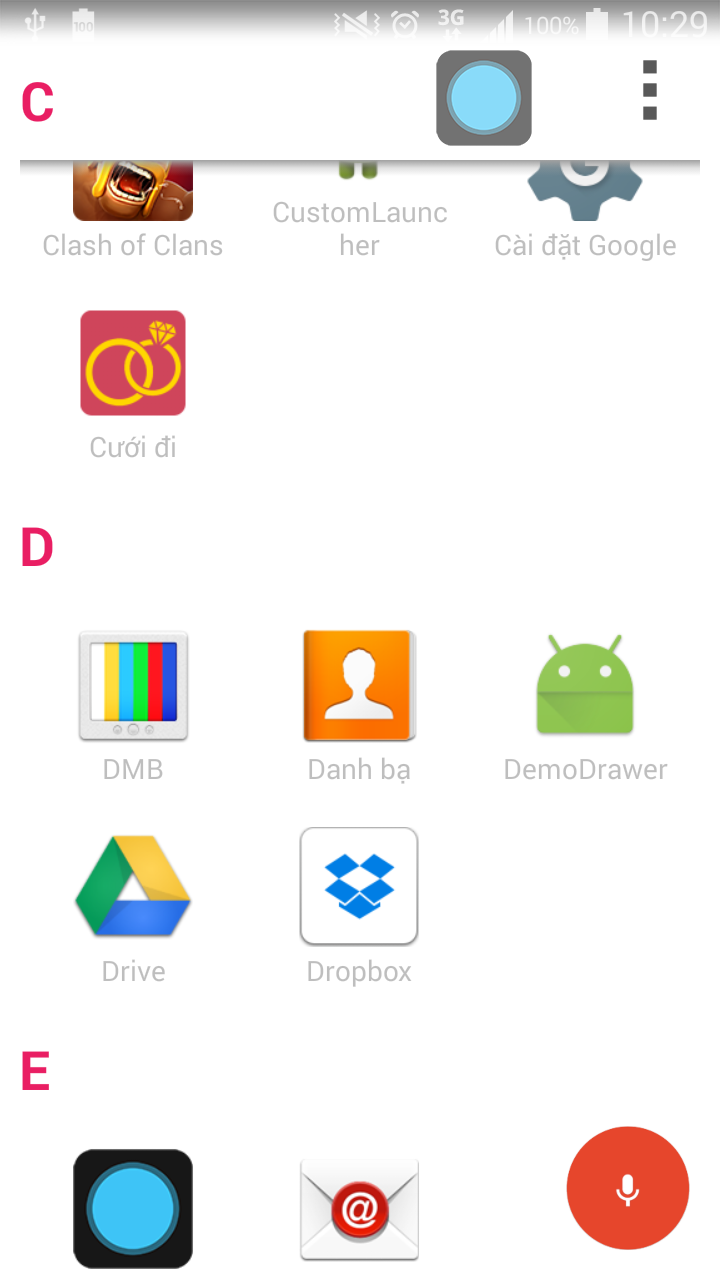 100 3G 100% 10:29
C
Clash of Clans CustomLaunc
her Cài đặt Google
G
Cưới đi
D
DMB Danh bạ DemoDrawer
Drive Dropbox
E
@